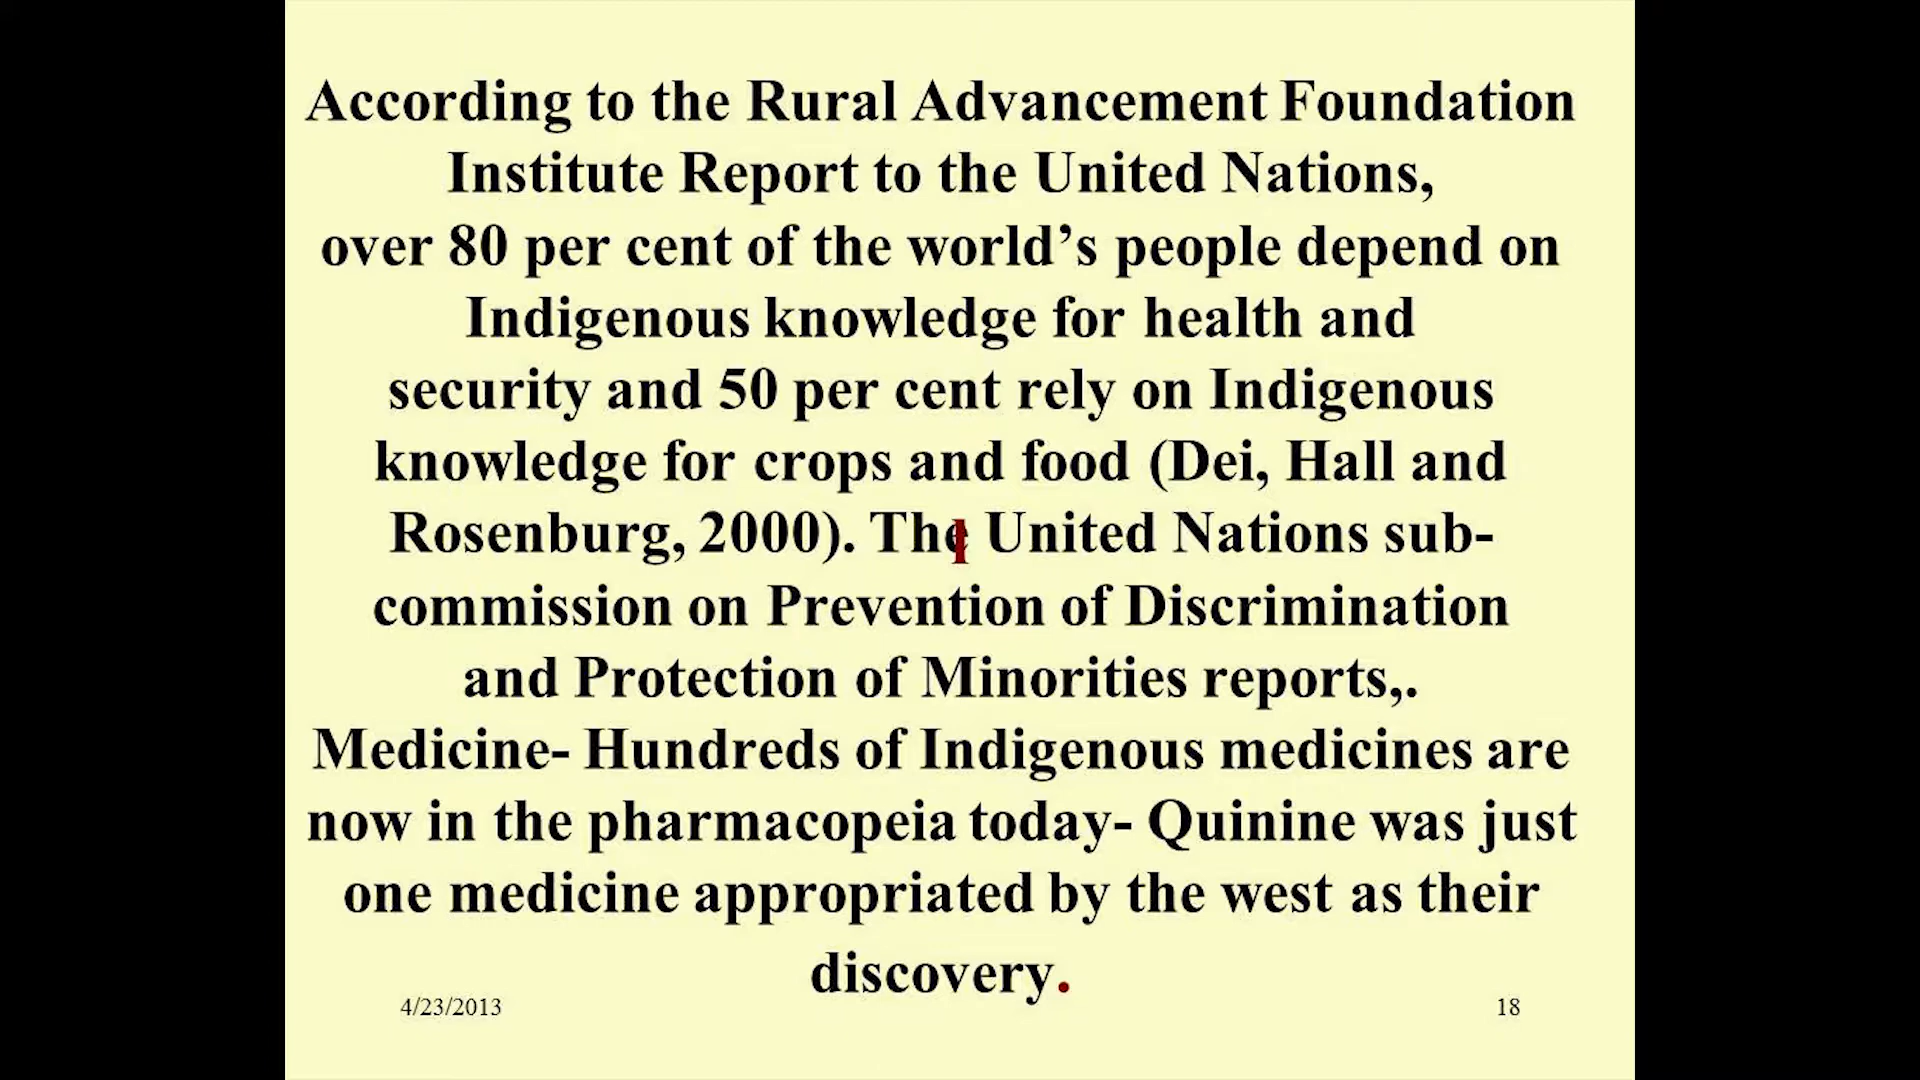 According to the Rural Advancement Foundation
Institute Report to the United Nations,
over 80 per cent of the world’s people depend on
Indigenous knowledge for health and
security and 50 per cent rely on Indigenous
knowledge for crops and food (Dei, Hall and
Rosenburg, 2000). The United Nations sub-
commission on Prevention of Discrimination
and Protection of Minorities reports,.
Medicine- Hundreds of Indigenous medicines are
now in the pharmacopeia today- Quinine was just
one medicine appropriated by the west as their
discovery.
4/23/2013 18